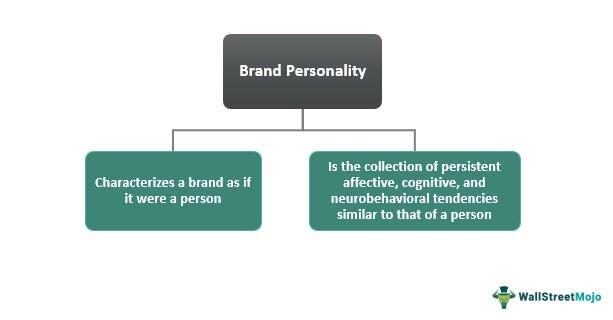 Brand Personality
Characterizes a brand as if
it were a person
Is the collection of persistent
affective, cognitive, and
neurobehavioral tendencies
similar to that of a person
WallStreetMojo